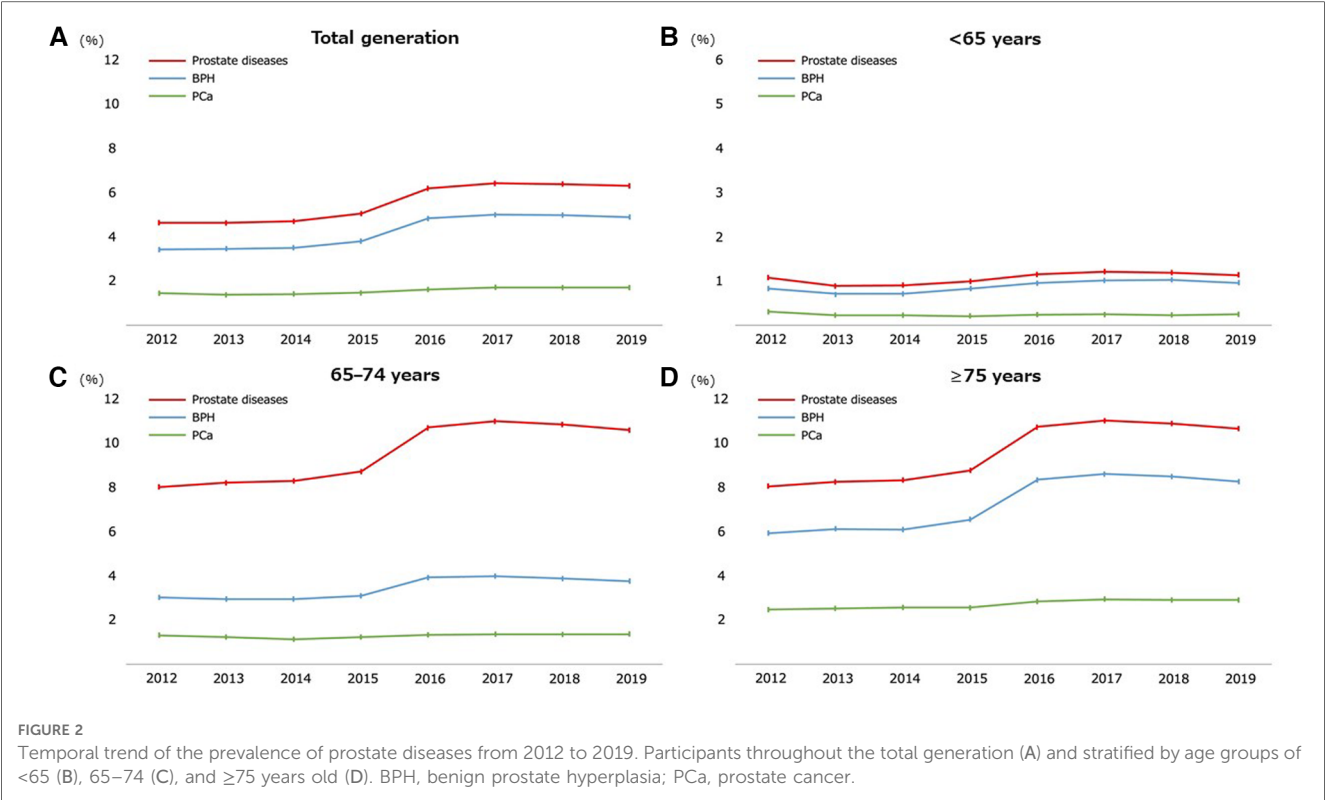 A (%) Total generation
12
10
8
6
4
2
Prostate diseases
BPH
PCa
2012 2013 2014 2015 2016 2017 2018 2019
B (%) <65 years
6
5
4
3
2
1
Prostate diseases
BPH
PCa
2012 2013 2014 2015 2016 2017 2018 2019
C (%) 65–74 years
12
10
8
6
4
2
Prostate diseases
BPH
PCa
2012 2013 2014 2015 2016 2017 2018 2019
D (%) ≥75 years
12
10
8
6
4
2
Prostate diseases
BPH
PCa
2012 2013 2014 2015 2016 2017 2018 2019
FIGURE 2
Temporal trend of the prevalence of prostate diseases from 2012 to 2019. Participants throughout the total generation (A) and stratified by age groups of
<65 (B), 65–74 (C), and ≥75 years old (D). BPH, benign prostate hyperplasia; PCa, prostate cancer.